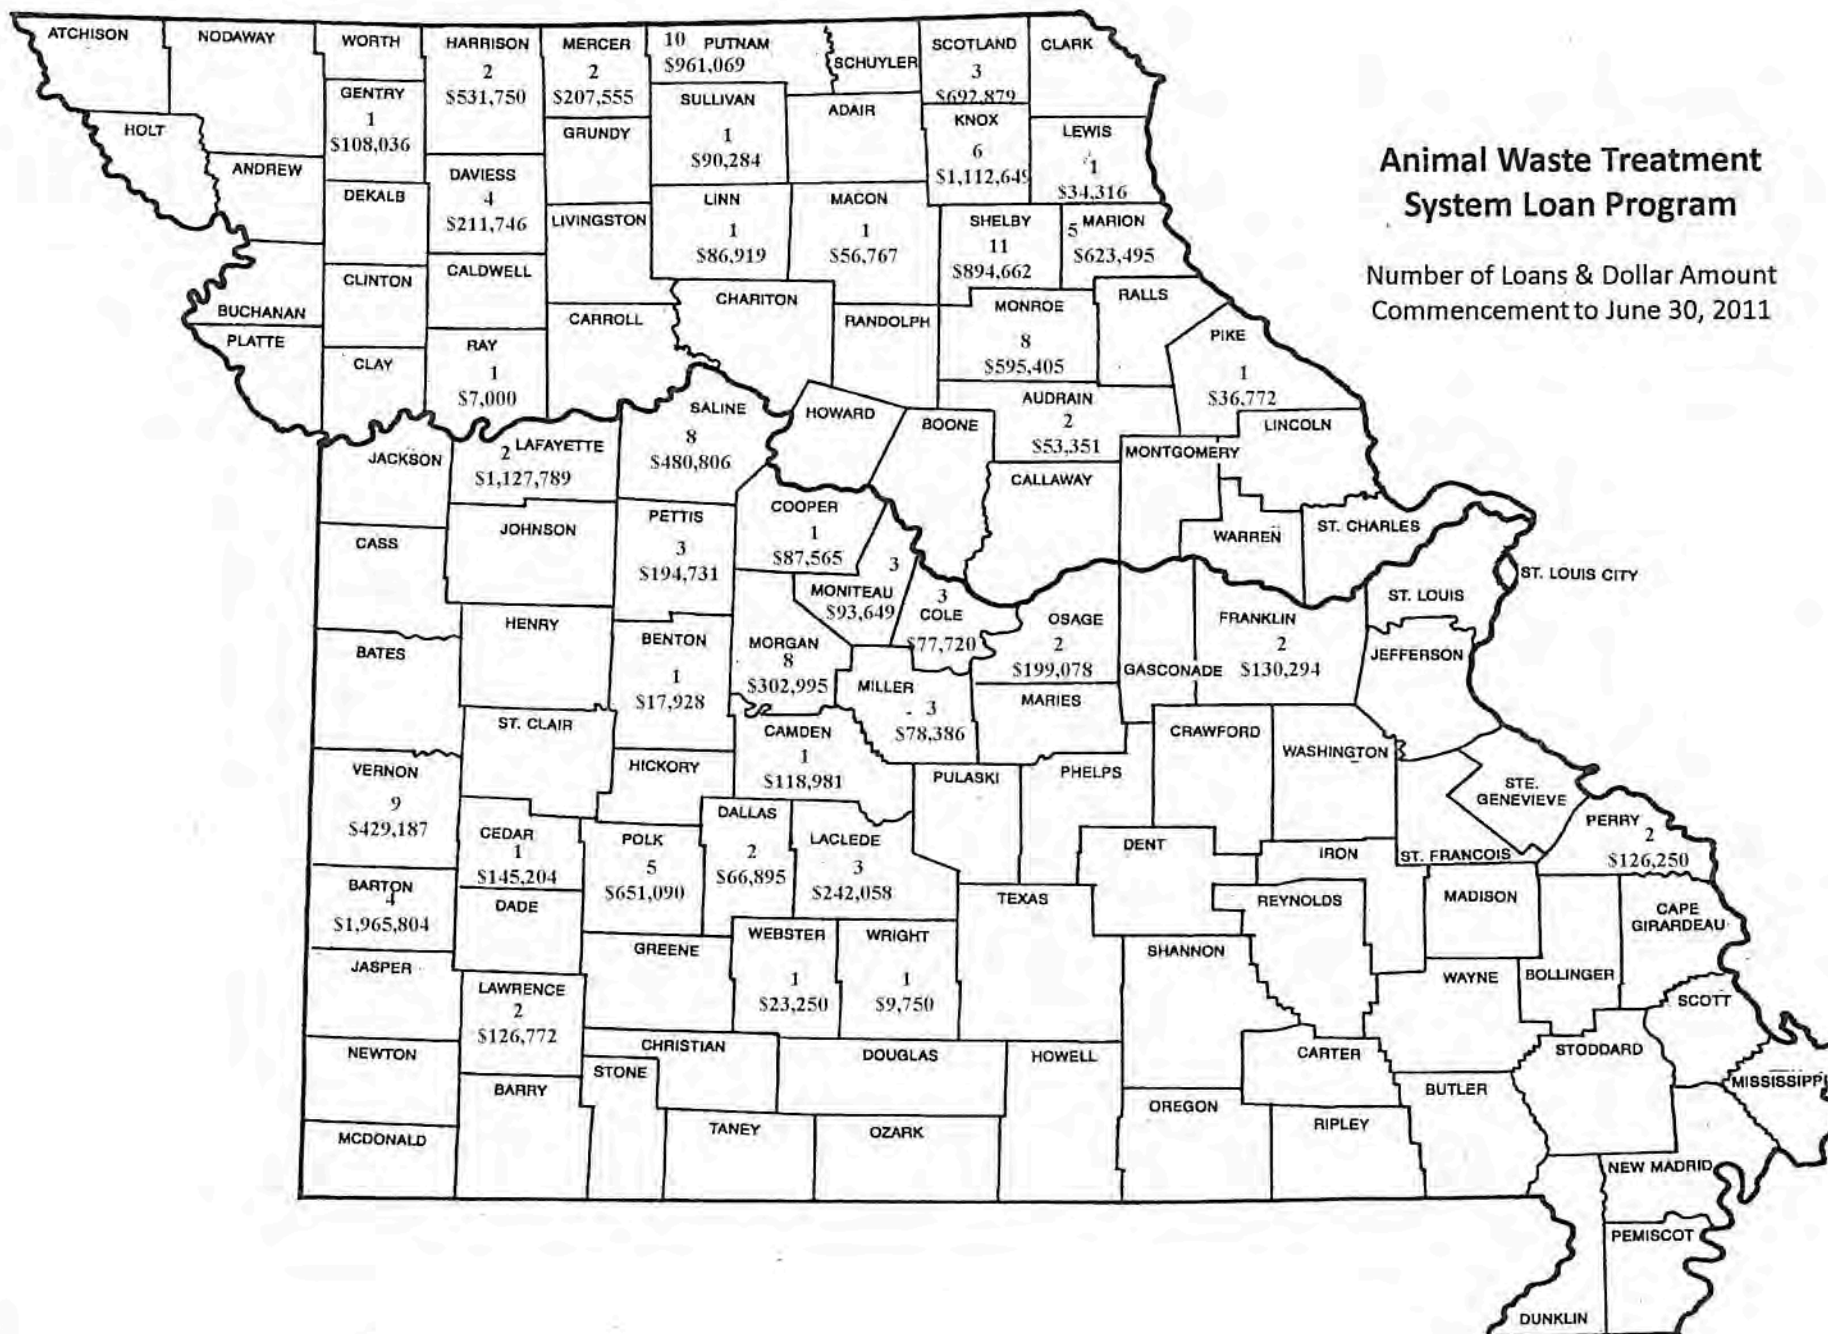 Animal Waste Treatment
System Loan Program
Number of Loans & Dollar Amount
Commencement to June 30, 2011
ATCHISON
NODAWAY
WORTH
HARRISON
2
$531,750
MERCER
2
$207,555
10 PUTNAM
$961,069
SCHUYLER
SCOTLAND
3
$692,879
CLARK
HOLT
ANDREW
GENTRY
1
$108,036
DEKALB
DAVIESS
4
$211,746
GRUNDY
LIVINGSTON
SULLIVAN
1
$90,284
ADAIR
KNOX
6
$1,112,649
LEWIS
1
$34,316
LINN
1
$86,919
MACON
1
$56,767
SHELBY
11
$894,662
5 MARION
$623,495
BUCHANAN
CLINTON
CALDWELL
CARROLL
CHARITON
RANDOLPH
MONROE
8
$595,405
RALLS
PIKE
1
$36,772
PLATTE
CLAY
RAY
1
$7,000
SALINE
8
$480,806
HOWARD
BOONE
AUDRAIN
2
$53,351
MONTGOMERY
LINCOLN
JACKSON
2 LAFAYETTE
$1,127,789
COOPER
1
$87,565
CALLAWAY
WARREN
ST. CHARLES
CASS
JOHNSON
PETTIS
3
$194,731
3
MONITEAU
$93,649
3
COLE
$77,720
OSAGE
2
$199,078
GASCONADE
FRANKLIN
2
$130,294
ST. LOUIS
ST. LOUIS CITY
JEFFERSON
BATES
HENRY
BENTON
1
$17,928
MORGAN
8
$302,995
MILLER
3
$78,386
MARIES
ST. CLAIR
HICKORY
CAMDEN
1
$118,981
PULASKI
PHELPS
CRAWFORD
WASHINGTON
STE.
GENEVIEVE
VERNON
9
$429,187
CEDAR
1
$145,204
POLK
5
$651,090
DALLAS
2
$66,895
LACLEDE
3
$242,058
DENT
IRON
ST. FRANCOIS
PERRY 2
$126,250
BARTON
4
$1,965,804
DADE
GREENE
WEBSTER
1
$23,250
WRIGHT
1
$9,750
TEXAS
SHANNON
REYNOLDS
MADISON
CAPE
GIRARDEAU
JASPER
LAWRENCE
2
$126,772
WAYNE
BOLLINGER
SCOTT
NEWTON
CHRISTIAN
DOUGLAS
HOWELL
CARTER
STODDARD
MISSISSIPPI
BARRY
STONE
OREGON
BUTLER
MCDONALD
TANEY
OZARK
RIPLEY
NEW MADRID
PEMISCOT
DUNKLIN